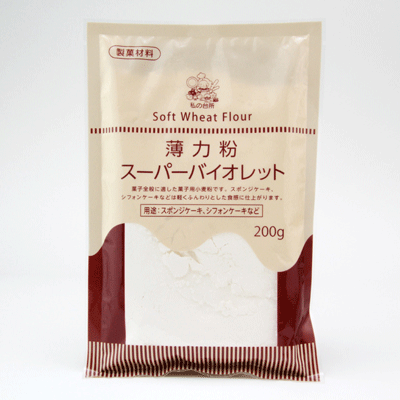 製菓材料
私の台所
Soft Wheat Flour
薄力粉
スーパーバイオレット
菓子全般に適した菓子用小麦粉です。スポンジケーキ、
シフォンケーキなどは軽くふんわりとした食感に仕上がります。
用途:スポンジケーキ、シフォンケーキなど
200g